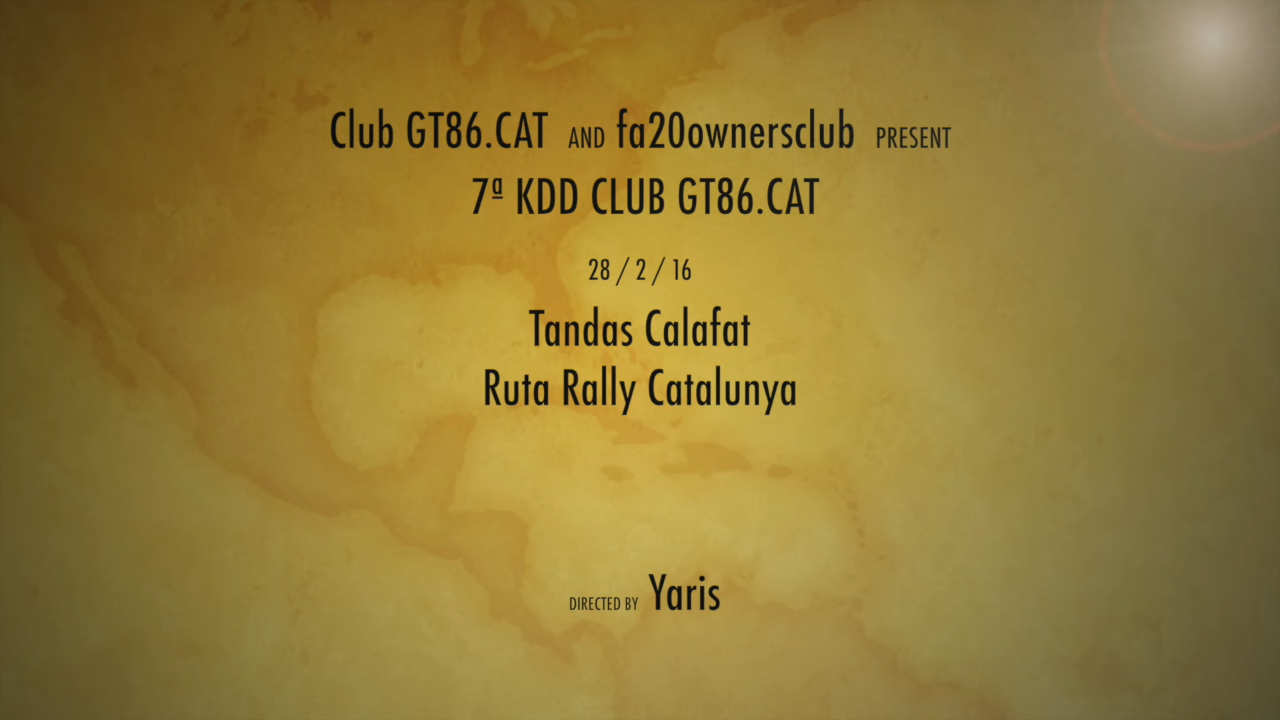 Club GT86.CAT AND fa20ownersclub PRESENT
7ª KDD CLUB GT86.CAT
28 / 2 / 16
Tandas Calafat
Ruta Rally Catalunya
DIRECTED BY Yaris